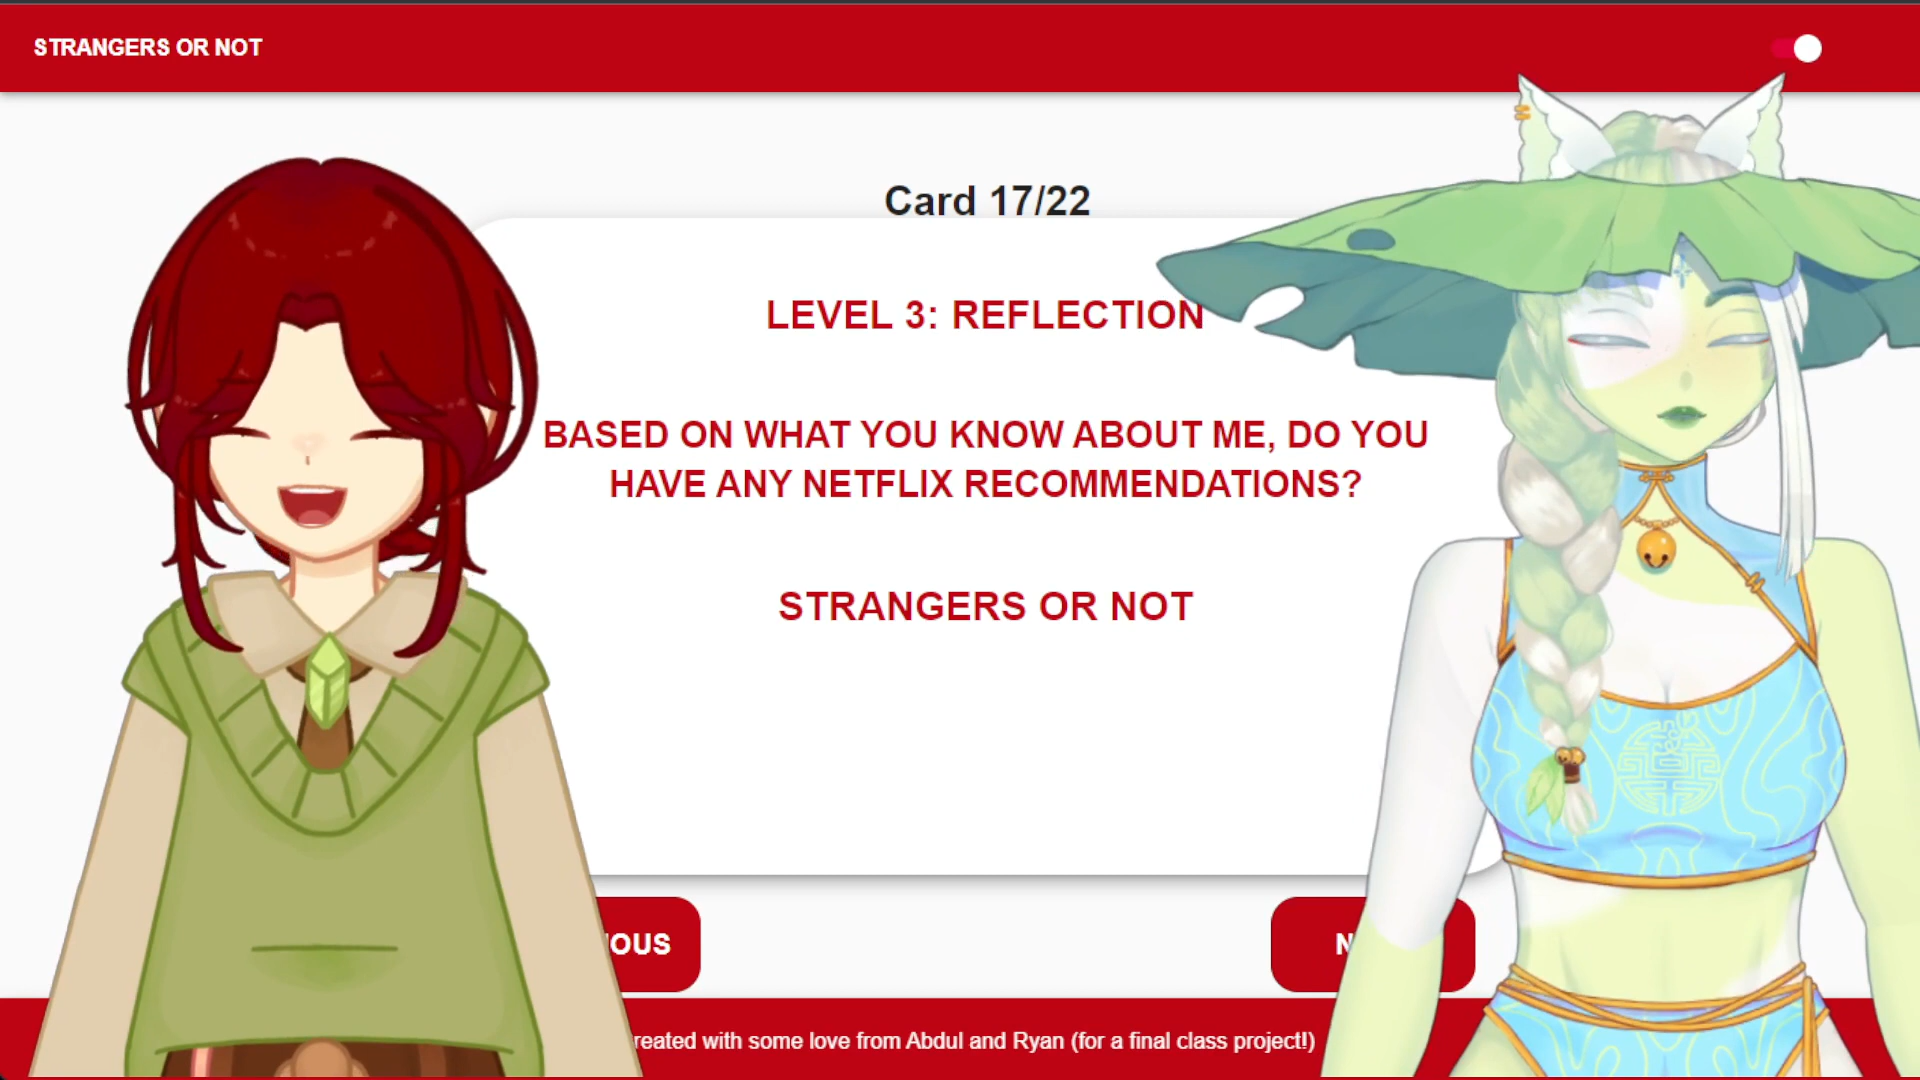 STRANGERS OR NOT
Card 17/22
LEVEL 3: REFLECTION
BASED ON WHAT YOU KNOW ABOUT ME, DO YOU
HAVE ANY NETFLIX RECOMMENDATIONS?
STRANGERS OR NOT
IOUS
N
reated with some love from Abdul and Ryan (for a final class project!)